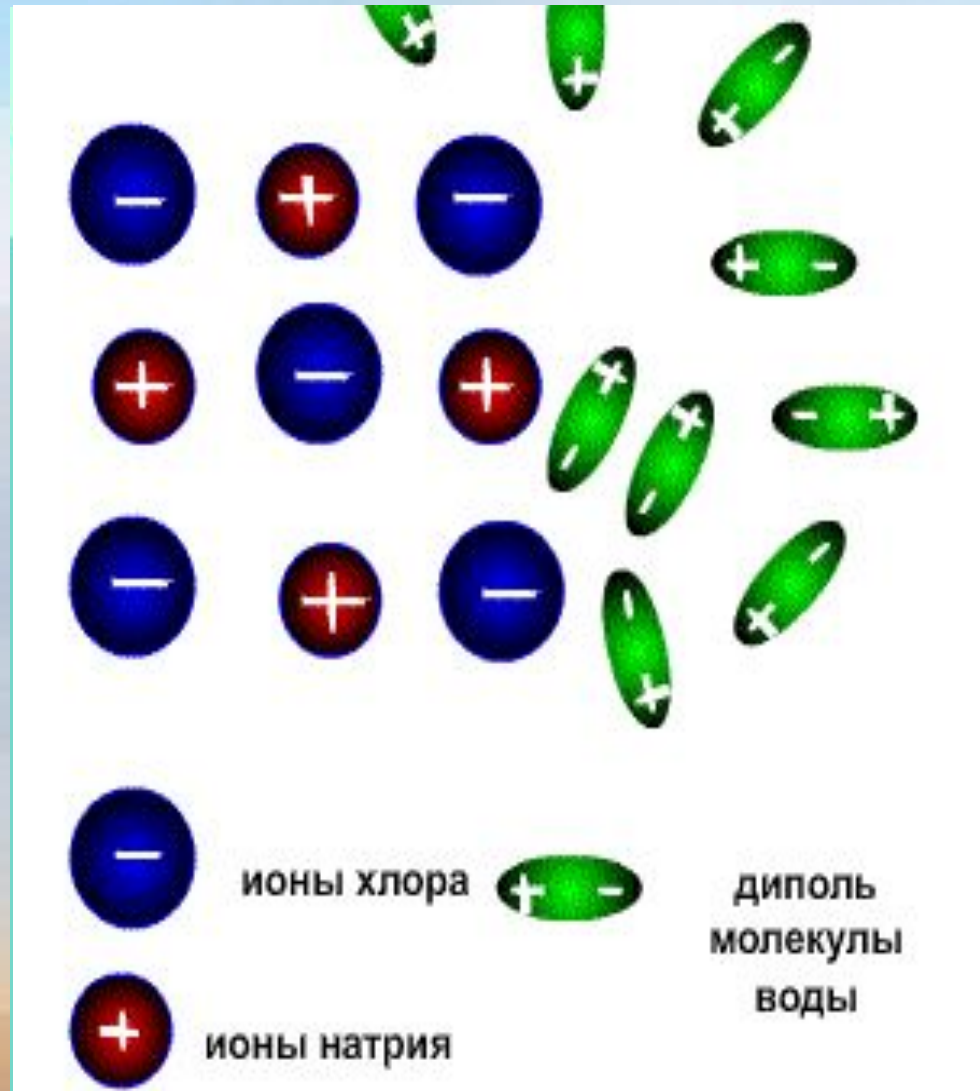 ионы хлора
диполь
молекулы
воды
ионы натрия